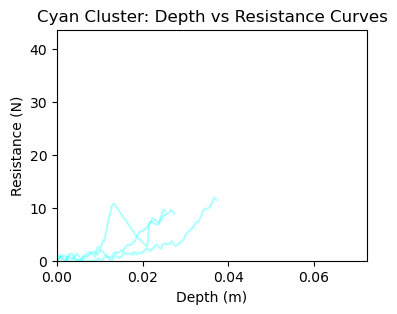 Cyan Cluster: Depth vs Resistance Curves
40
30
20
10
0
Resistance (N)
0.00 0.02 0.04 0.06
Depth (m)